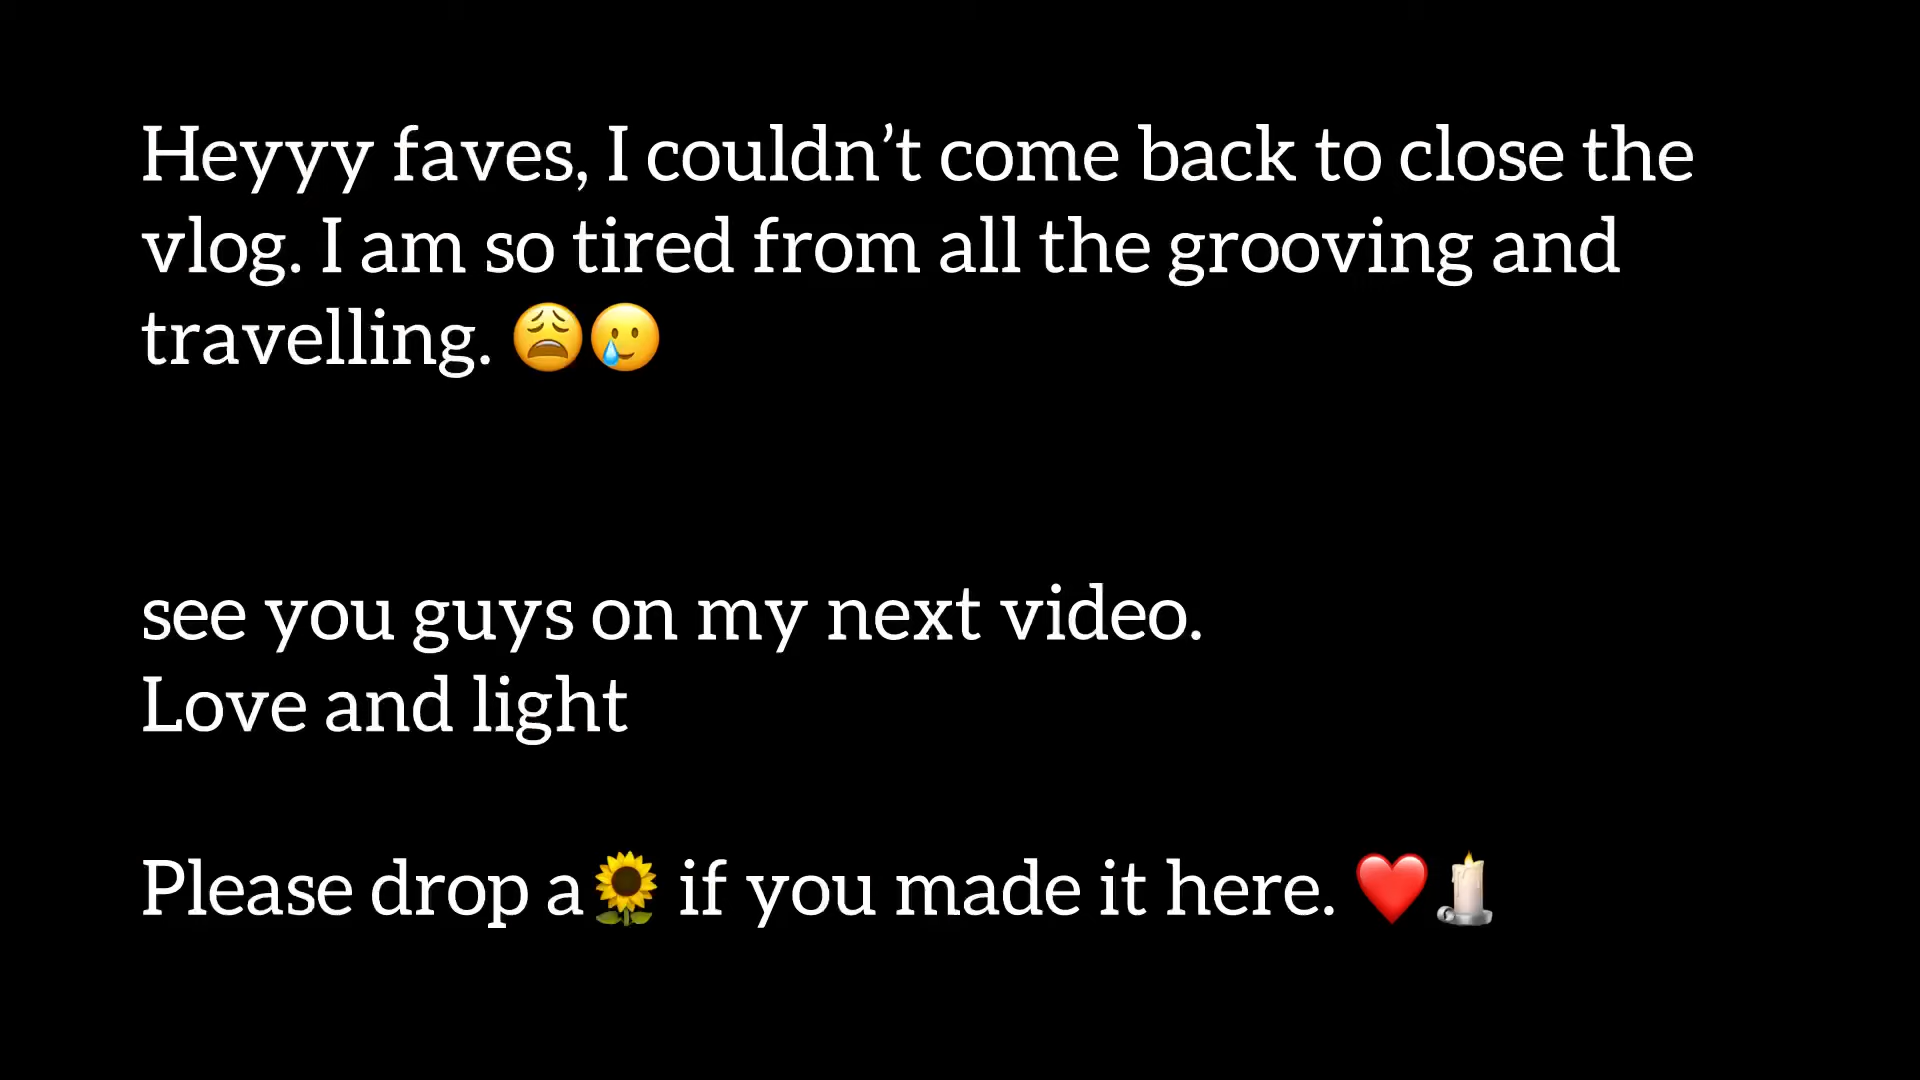 Heyyy faves, I couldn’t come back to close the
vlog. I am so tired from all the grooving and
travelling. 😩🥲
see you guys on my next video.
Love and light
Please drop a🌻 if you made it here. ❤️🕯️